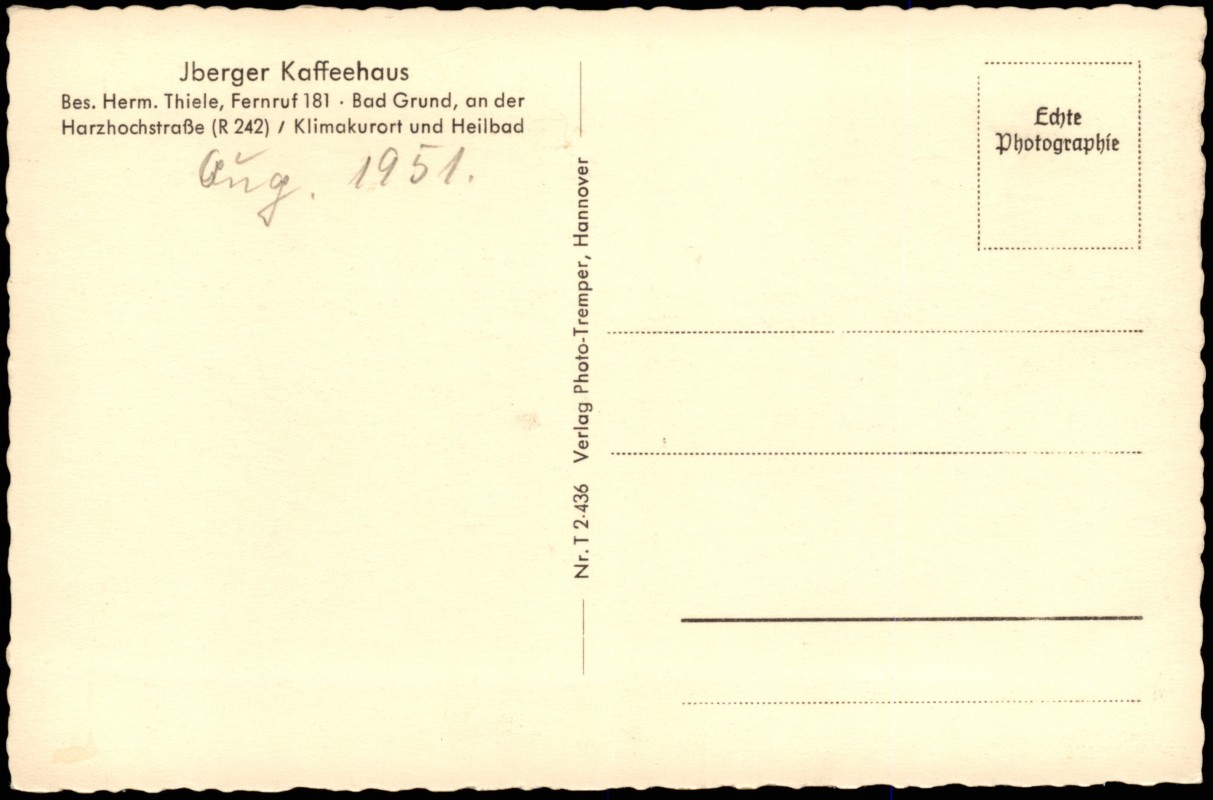 Jberger Kaffeehaus
Bes. Herm. Thiele, Fernruf 181 · Bad Grund, an der
Harzhochstraße (R 242) / Klimakurort und Heilbad
Aug. 1951.
Nr. T 2·436 Verlag Photo-Tremper, Hannover
Echte
Photographie